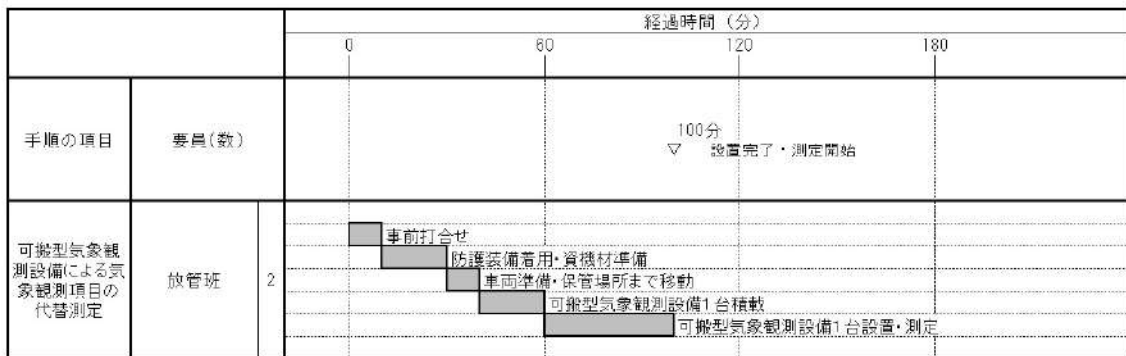 経過時間（分）
0 60 120 180
手順の項目 要員(数)
100分
▽ 設置完了・測定開始
可搬型気象観
測設備による気
象観測項目の
代替測定
放管班 2
事前打合せ
防護装備着用・資機材準備
車両準備・保管場所まで移動
可搬型気象観測設備1台積載
可搬型気象観測設備1台設置・測定